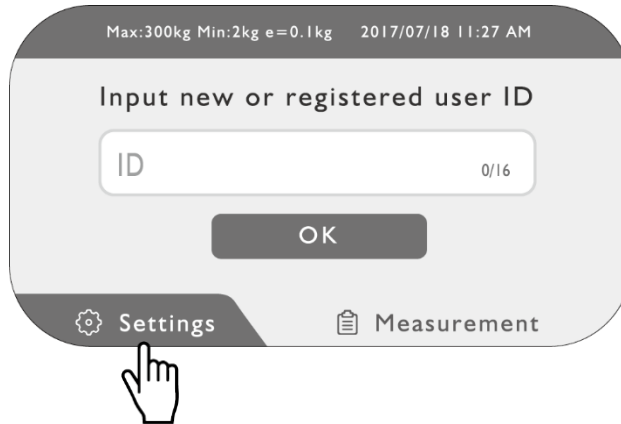 Max:300kg Min:2kg e=0.1kg 2017/07/18 11:27 AM
Input new or registered user ID
ID 0/16
OK
Settings Measurement